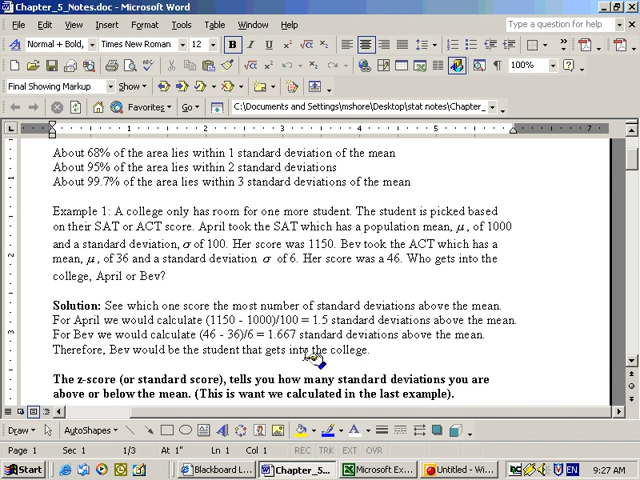 Chapter_5_Notes.doc - Microsoft Word
File Edit View Insert Format Tools Table Window Help Type a question for help
Normal + Bold, Times New Roman 12 B I U
100%
Final Showing Markup Show
Favorites Go C:\Documents and Settings\mshore\Desktop\stat notes\Chapter_
1 2 3 4 5 6 7
About 68% of the area lies within 1 standard deviation of the mean
About 95% of the area lies within 2 standard deviations
About 99.7% of the area lies within 3 standard deviations of the mean
Example 1: A college only has room for one more student. The student is picked based
on their SAT or ACT score. April took the SAT which has a population mean, μ, of 1000
and a standard deviation, σ of 100. Her score was 1150. Bev took the ACT which has a
mean, μ, of 36 and a standard deviation σ of 6. Her score was a 46. Who gets into the
college, April or Bev?
Solution: See which one score the most number of standard deviations above the mean.
For April we would calculate (1150 - 1000)/100 = 1.5 standard deviations above the mean.
For Bev we would calculate (46 - 36)/6 = 1.667 standard deviations above the mean.
Therefore, Bev would be the student that gets into the college.
The z-score (or standard score), tells you how many standard deviations you are
above or below the mean. (This is want we calculated in the last example).
Draw AutoShapes
Page 1 Sec 1 1/3 At 1" Ln 1 Col 1 REC TRK EXT OVR
Start Blackboard L... Chapter_5... Microsoft Ex... Untitled - Wi... EN 9:27 AM